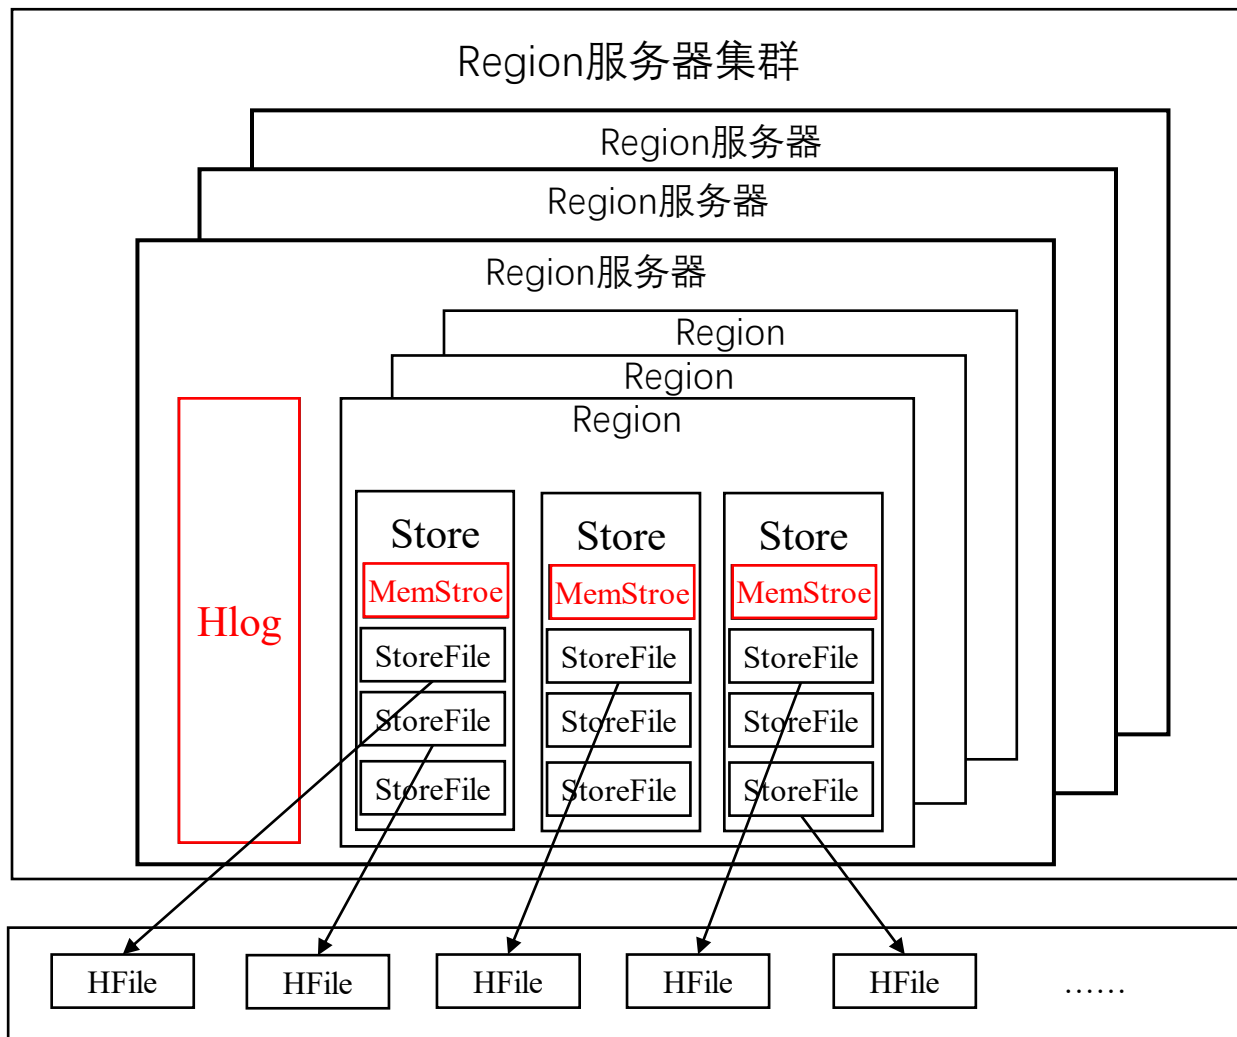 Region服务器集群
Region服务器
Region服务器
Region服务器
Region
Region
Region
Store Store Store
MemStroe MemStroe MemStroe
Hlog
StoreFile StoreFile StoreFile
StoreFile StoreFile StoreFile
StoreFile StoreFile StoreFile
HFile HFile HFile HFile HFile ……